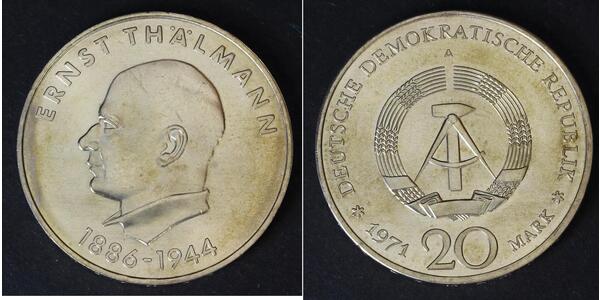 ERNST THÄLMANN
1886-1944
A
DEUTSCHE DEMOKRATISCHE REPUBLIK
* 1971 20 MARK *